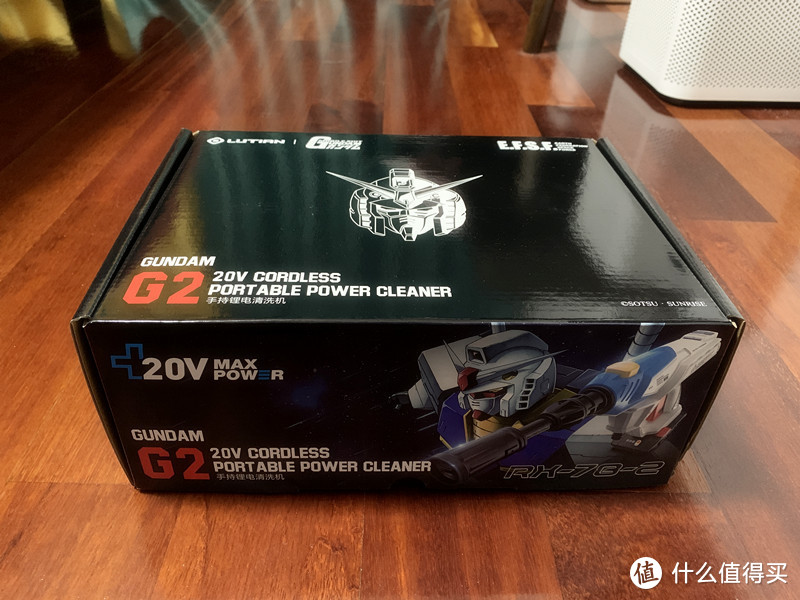 LUTIAN
GUNDAM
E.F.S.F
GUNDAM
G2 20V CORDLESS
PORTABLE POWER CLEANER
手持锂电清洗机
©SOTSU · SUNRISE
20V MAX
POWER
GUNDAM
G2 20V CORDLESS
PORTABLE POWER CLEANER
手持锂电清洗机
RX-78-2
值 什么值得买